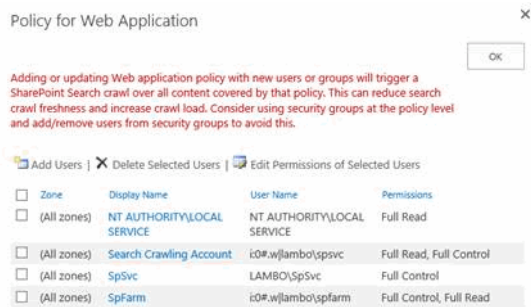 Policy for Web Application
OK
Adding or updating Web application policy with new users or groups will trigger a
SharePoint Search crawl over all content covered by that policy. This can reduce search
crawl freshness and increase crawl load. Consider using security groups at the policy level
and add/remove users from security groups to avoid this.
Add Users | Delete Selected Users | Edit Permissions of Selected Users
Zone Display Name User Name Permissions
(All zones) NT AUTHORITY\LOCAL NT AUTHORITY\LOCAL Full Read
SERVICE SERVICE
(All zones) Search Crawling Account i:0#.w|lambo\spsvc Full Read, Full Control
(All zones) SpSvc LAMBO\SpSvc Full Control
(All zones) SpFarm i:0#.w|lambo\spfarm Full Control, Full Read